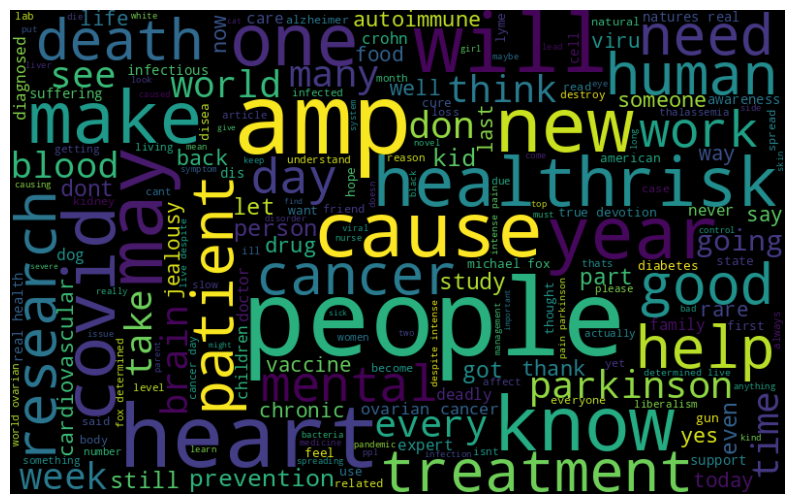 lab
die
white
cat
alzheimer
autoimmune
will
girl
natural
natures real
need
put
life
care
crohn
lyme
cell
viru
death
one
liver
look
caused
now
food
maybe
lead
eye
diagnosed
see
infectious
world
many
well
think
read
human
suffering
month
infected
destroy
someone
awareness
make
disea
article
system
cure
loss
amp
don
last
new
work
thalassemia
side
living
mean
give
understand
reason
novel
american
way
spread
skin
getting
back
kid
long
blood
dis
hope
keep
day
healthrisk
causing
dont
cant
symptom
want
find
doesn
black
due
come
case
kidney
let
friend
cause
top
true devotion
never
say
may
patient
jealousy
person
disorder
viral
nurse
intense pain
must
year
going
research
covid
dog
live despite
ill
drug
michael fox
thats
control
state
real health
cardiovascular
really
slow
doctor
cancer
study
part
diabetes
bad
good
severe
take
brain
might
sick
two
management
important
thought
please
rare
issue
children
women
despite intense
pain parkinson
actually
family
first
always
world ovarian
fox determined
level
parent
cancer day
vaccine
become
got
thank
yet
determined live
help
anything
mental
affect
deadly
parkinson
people
said
body
number
heart
chronic
ovarian cancer
everyone
liberalism
gun
even
time
something
learn
bacteria
medicine
pandemic
every
know
yes
kind
week
still
prevention
feel
use
expert
infection
isnt
support
today
spreading
related
ppl
treatment